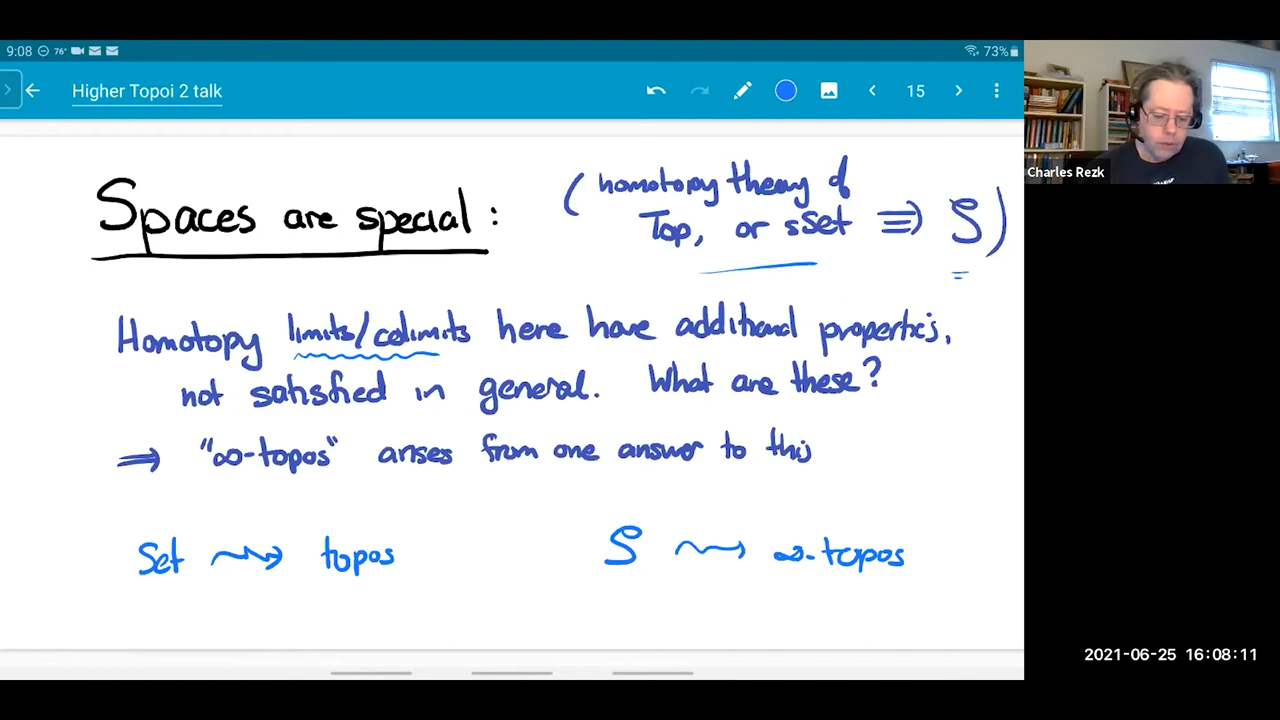 9:08 76° 73%
Higher Topoi 2 talk
15
Charles Rezk
Spaces are special:
(homotopy theory of
Top, or sSet ⇛ S)
Homotopy limits/colimits here have additional properties,
not satisfied in general. What are these?
⇒ "∞-topos" arises from one answer to this
Set ⇝ topos
S ⇝ ∞-topos
2021-06-25 16:08:11